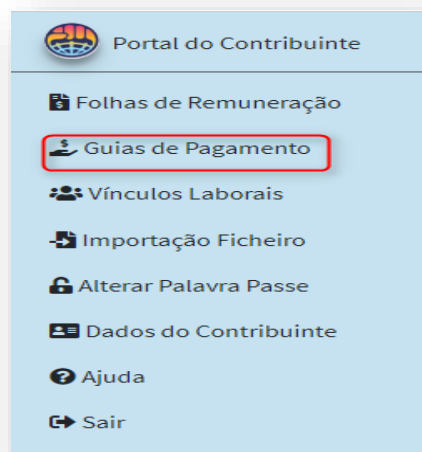 Portal do Contribuinte
Folhas de Remuneração
Guias de Pagamento
Vínculos Laborais
Importação Ficheiro
Alterar Palavra Passe
Dados do Contribuinte
Ajuda
Sair